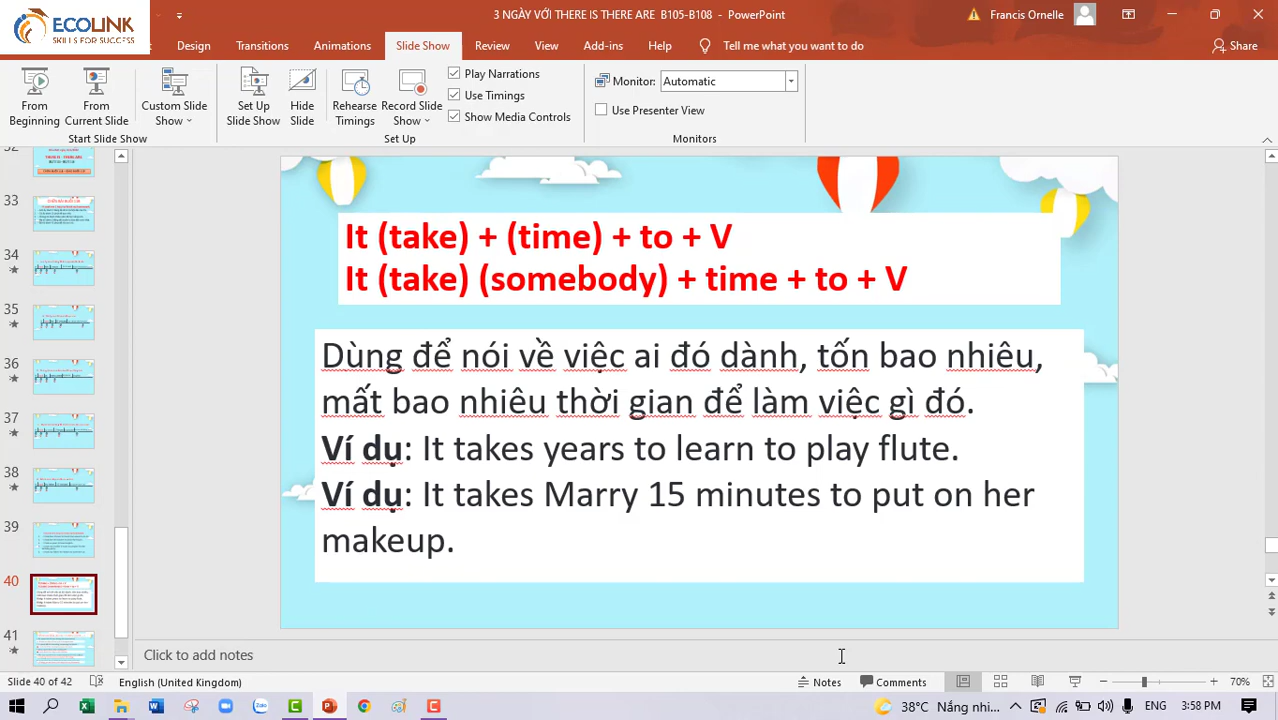 ECOLINK
SKILLS FOR SUCCESS
3 NGÀY VỚI THERE IS THERE ARE B105-B108 - PowerPoint
Francis Ornelle
Design
Transitions
Animations
Slide Show
Review
View
Add-ins
Help
Tell me what you want to do
Share
From Beginning
From Current Slide
Custom Slide Show
Set Up Slide Show
Hide Slide
Rehearse Timings
Record Slide Show
Play Narrations
Use Timings
Show Media Controls
Monitor:
Automatic
Use Presenter View
Start Slide Show
Set Up
Monitors
32
33
34
35
36
37
38
39
40
41
It (take) + (time) + to + V
It (take) (somebody) + time + to + V
Dùng để nói về việc ai đó dành, tốn bao nhiêu,
mất bao nhiêu thời gian để làm việc gì đó.
Ví dụ: It takes years to learn to play flute.
Ví dụ: It takes Marry 15 minutes to put on her
makeup.
Click to add notes
Slide 40 of 42
English (United Kingdom)
Notes
Comments
70%
38°C Nắng nhi...
3:58 PM